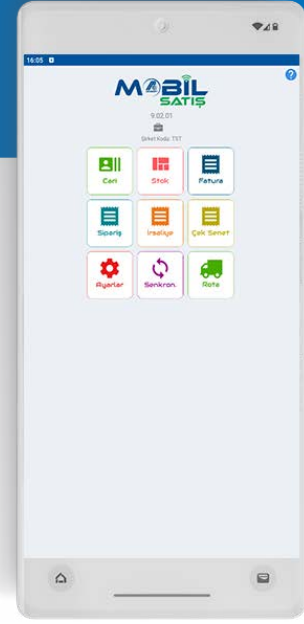 16:05
MOBİL
SATIŞ
9.02.01
Şirket Kodu: TST
Cari
Stok
Fatura
Sipariş
İrsaliye
Çek Senet
Ayarlar
Senkron.
Rota